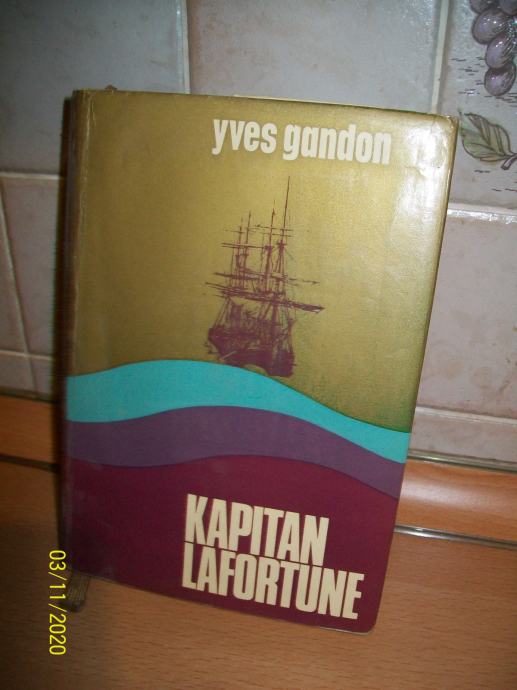 yves gandon
KAPITAN
LAFORTUNE
03/11/2020